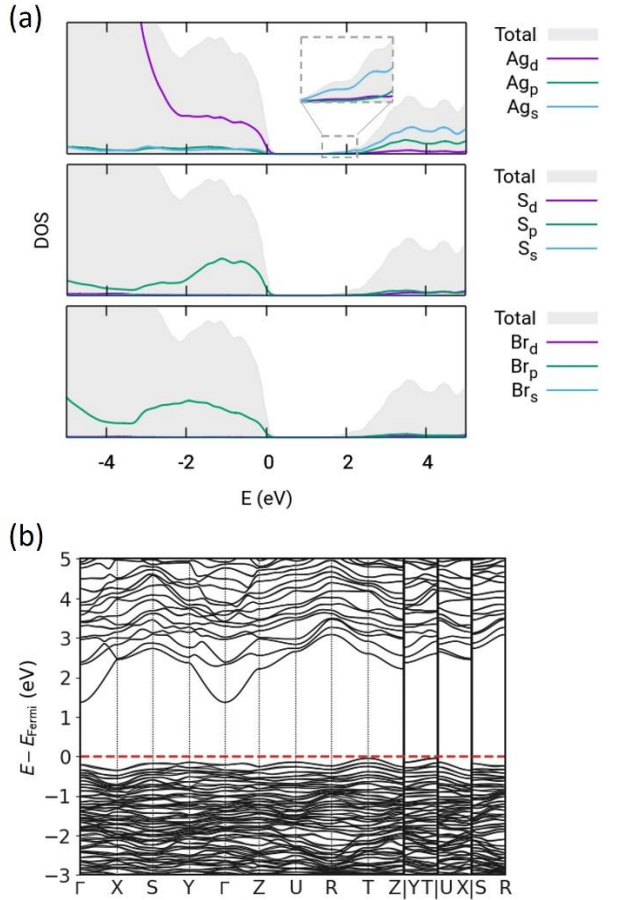 (a)
Total
Ag_d
Ag_p
Ag_s
Total
S_d
S_p
S_s
DOS
Total
Br_d
Br_p
Br_s
-4 -2 0 2 4
E (eV)
(b)
5
4
3
2
1
0
−1
−2
−3
E − E_Fermi (eV)
Γ X S Y Γ Z U R T Z|YT|U X|S R